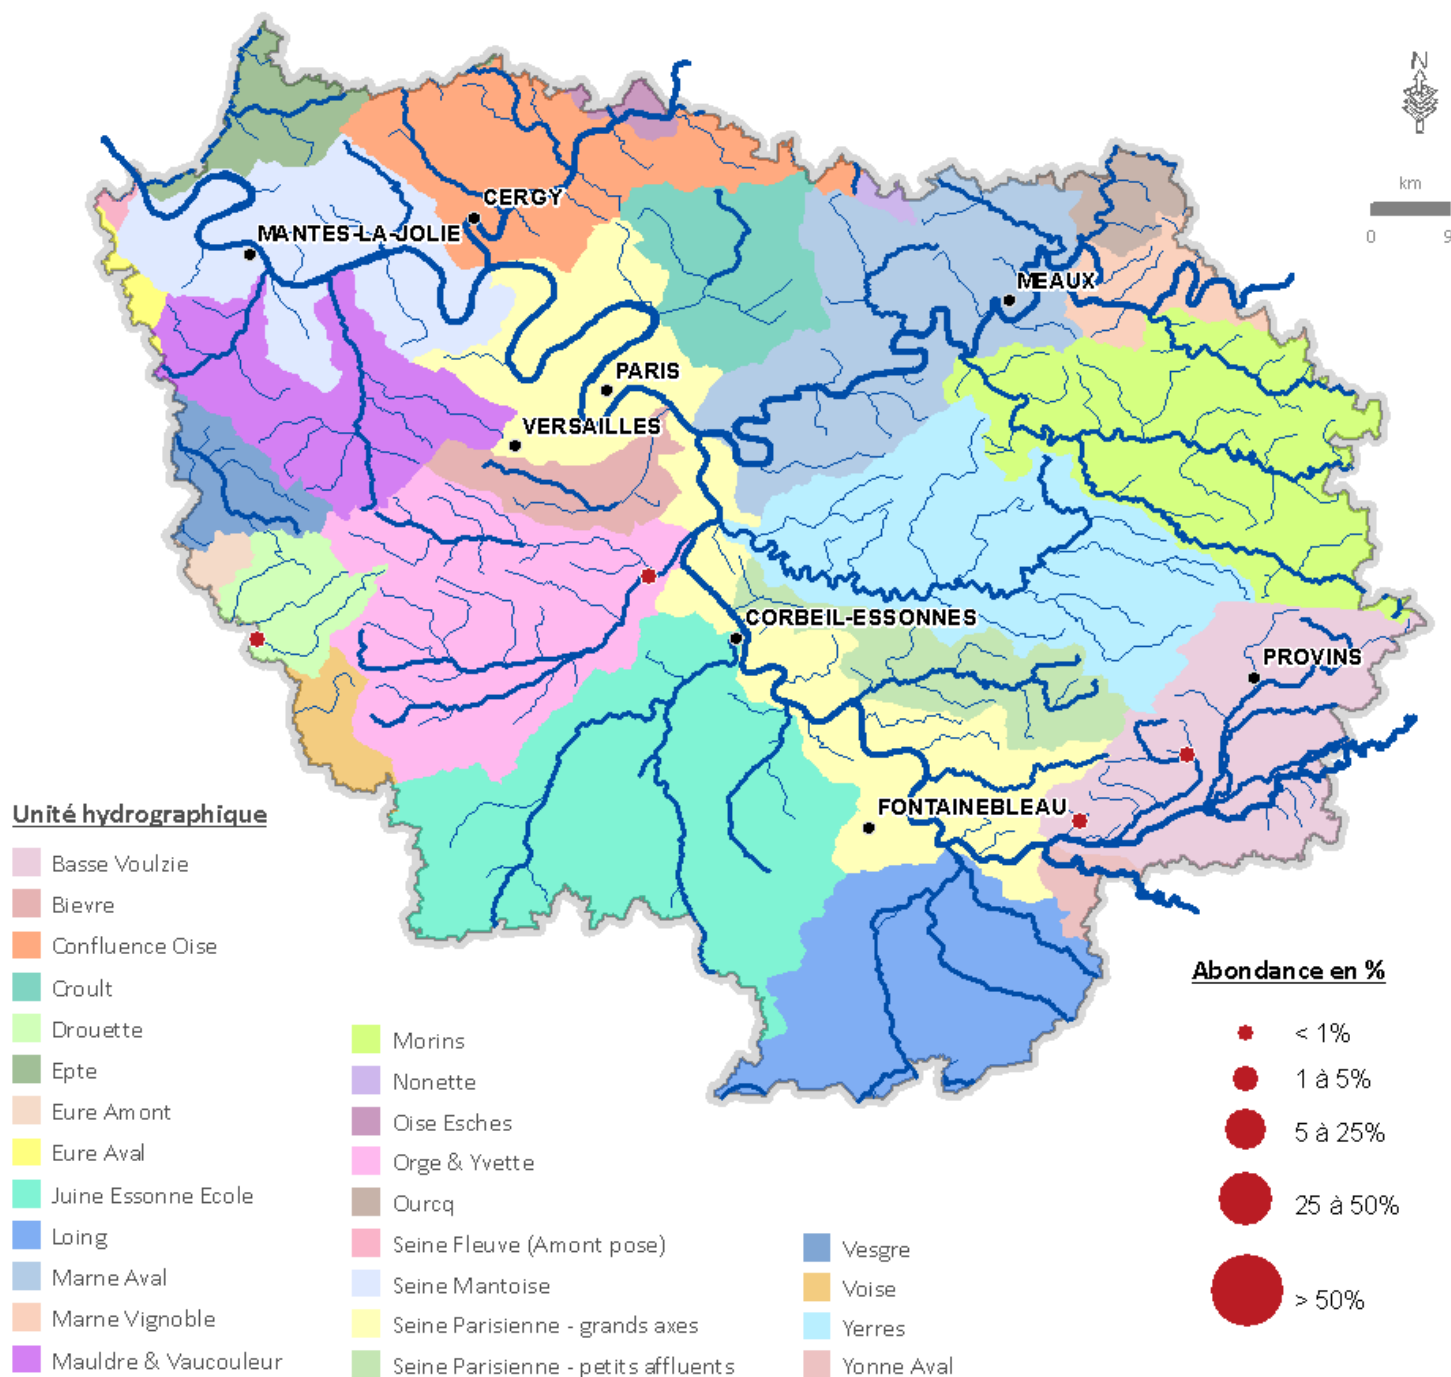 N
km
0 9
CERGY
MANTES-LA-JOLIE
MEAUX
PARIS
VERSAILLES
CORBEIL-ESSONNES
PROVINS
FONTAINEBLEAU
Unité hydrographique
Basse Voulzie
Bievre
Confluence Oise
Croult
Drouette
Epte
Eure Amont
Eure Aval
Juine Essonne Ecole
Loing
Marne Aval
Marne Vignoble
Mauldre & Vaucouleur
Morins
Nonette
Oise Esches
Orge & Yvette
Ourcq
Seine Fleuve (Amont pose)
Seine Mantoise
Seine Parisienne - grands axes
Seine Parisienne - petits affluents
Vesgre
Voise
Yerres
Yonne Aval
Abondance en %
< 1%
1 à 5%
5 à 25%
25 à 50%
> 50%